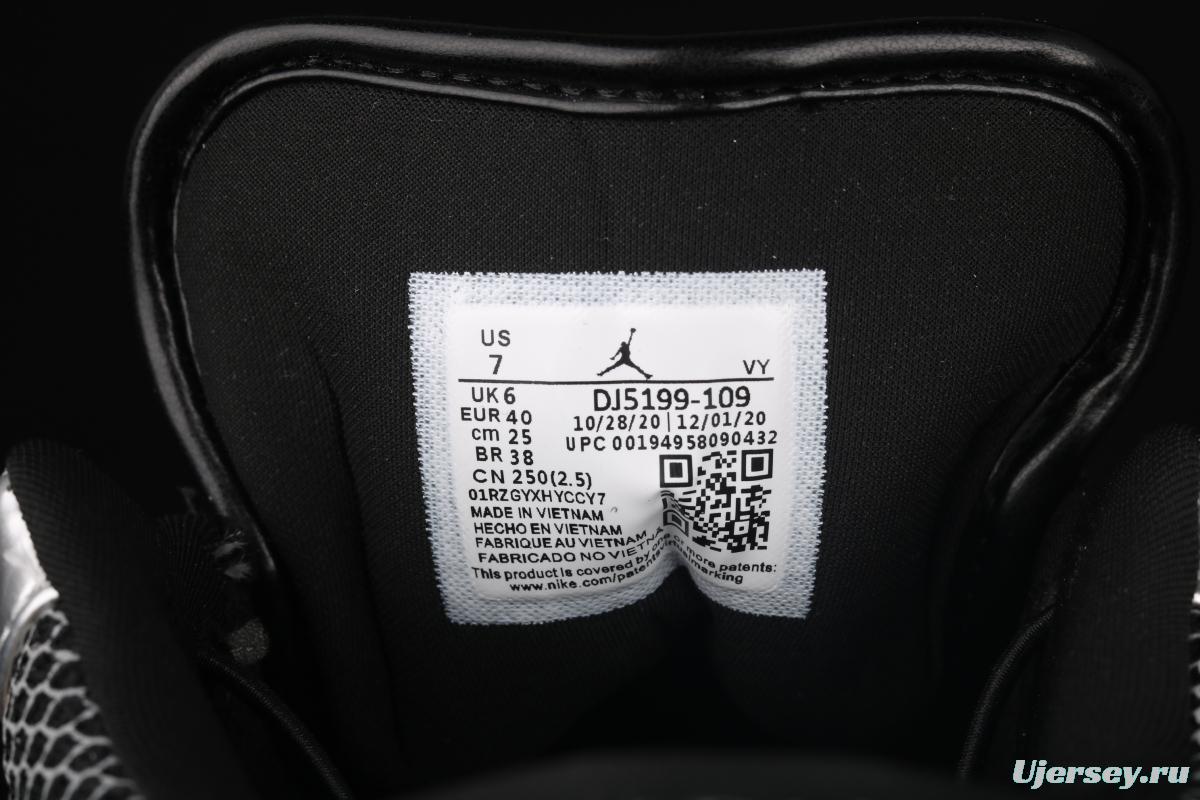 US
7
VY
UK 6
DJ5199-109
EUR 40
10/28/20 | 12/01/20
cm 25
UPC 00194958090432
BR 38
CN 250(2.5)
01RZGYXHYCCY7
MADE IN VIETNAM
HECHO EN VIETNAM
FABRIQUE AU VIETNAM
FABRICADO NO VIETNA
This product is covered by one or more patents:
www.nike.com/patentsvirtualmarking
Ujersey.ru